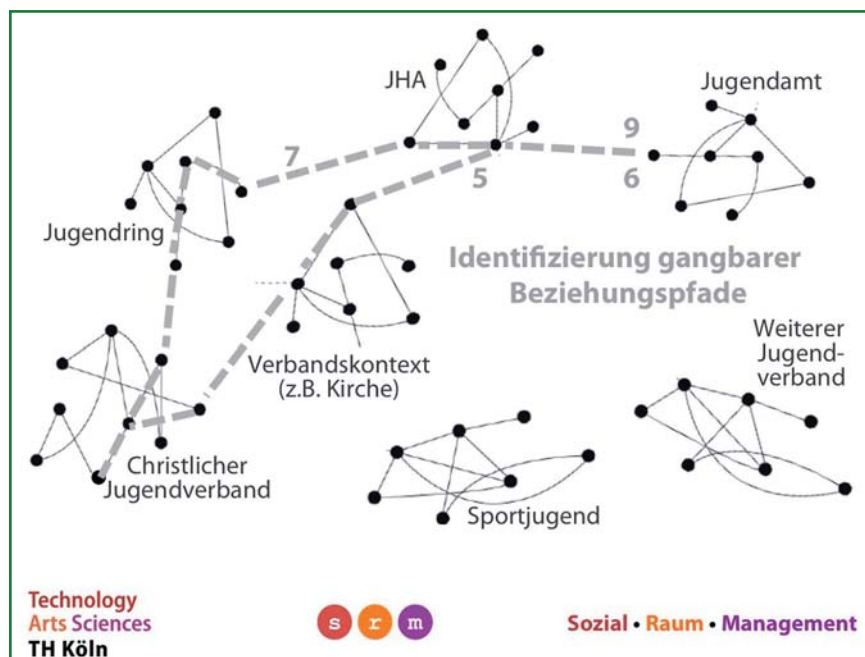 JHA
Jugendamt
9
7
5
6
Jugendring
Identifizierung gangbarer
Beziehungspfade
Weiterer
Jugend-
verband
Verbandskontext
(z.B. Kirche)
Christlicher
Jugendverband
Sportjugend
Technology
Arts Sciences
TH Köln
s r m
Sozial • Raum • Management